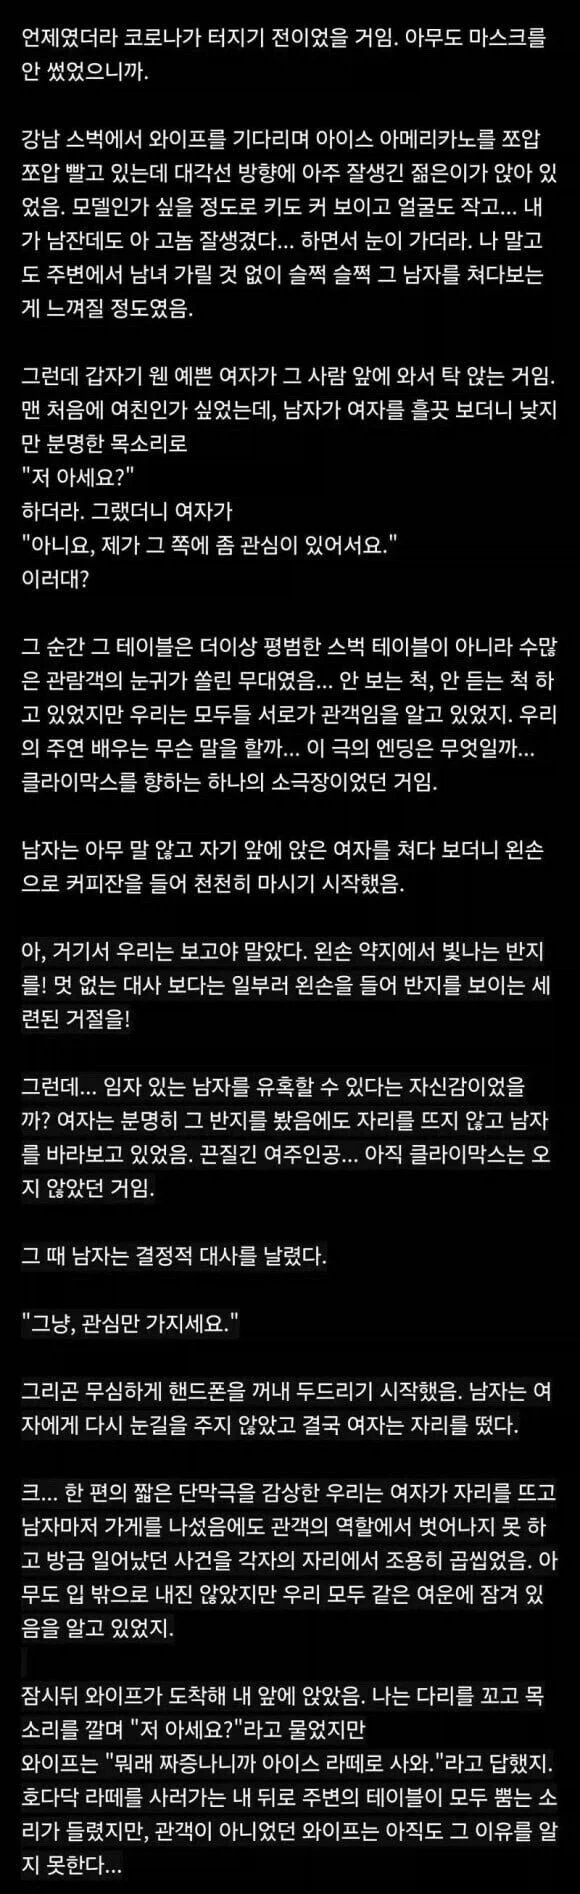 언제였더라 코로나가 터지기 전이었을 거임. 아무도 마스크를
안 썼었으니까.
강남 스벅에서 와이프를 기다리며 아이스 아메리카노를 쪼압
쪼압 빨고 있는데 대각선 방향에 아주 잘생긴 젊은이가 앉아 있
었음. 모델인가 싶을 정도로 키도 커 보이고 얼굴도 작고... 내
가 남잔데도 아 고놈 잘생겼다... 하면서 눈이 가더라. 나 말고
도 주변에서 남녀 가릴 것 없이 슬쩍 슬쩍 그 남자를 쳐다보는
게 느껴질 정도였음.
그런데 갑자기 웬 예쁜 여자가 그 사람 앞에 와서 탁 앉는 거임.
맨 처음에 여친인가 싶었는데, 남자가 여자를 흘끗 보더니 낮지
만 분명한 목소리로
"저 아세요?"
하더라. 그랬더니 여자가
"아니요, 제가 그 쪽에 좀 관심이 있어서요."
이러대?
그 순간 그 테이블은 더이상 평범한 스벅 테이블이 아니라 수많
은 관람객의 눈귀가 쏠린 무대였음... 안 보는 척, 안 듣는 척 하
고 있었지만 우리는 모두들 서로가 관객임을 알고 있었지. 우리
의 주연 배우는 무슨 말을 할까... 이 극의 엔딩은 무엇일까...
클라이막스를 향하는 하나의 소극장이었던 거임.
남자는 아무 말 않고 자기 앞에 앉은 여자를 쳐다 보더니 왼손
으로 커피잔을 들어 천천히 마시기 시작했음.
아, 거기서 우리는 보고야 말았다. 왼손 약지에서 빛나는 반지
를! 멋 없는 대사 보다는 일부러 왼손을 들어 반지를 보이는 세
련된 거절을!
그런데... 임자 있는 남자를 유혹할 수 있다는 자신감이었을
까? 여자는 분명히 그 반지를 봤음에도 자리를 뜨지 않고 남자
를 바라보고 있었음. 끈질긴 여주인공... 아직 클라이막스는 오
지 않았던 거임.
그 때 남자는 결정적 대사를 날렸다.
"그냥, 관심만 가지세요."
그리곤 무심하게 핸드폰을 꺼내 두드리기 시작했음. 남자는 여
자에게 다시 눈길을 주지 않았고 결국 여자는 자리를 떴다.
크... 한 편의 짧은 단막극을 감상한 우리는 여자가 자리를 뜨고
남자마저 가게를 나섰음에도 관객의 역할에서 벗어나지 못 하
고 방금 일어났던 사건을 각자의 자리에서 조용히 곱씹었음. 아
무도 입 밖으로 내진 않았지만 우리 모두 같은 여운에 잠겨 있
음을 알고 있었지.
잠시뒤 와이프가 도착해 내 앞에 앉았음. 나는 다리를 꼬고 목
소리를 깔며 "저 아세요?"라고 물었지만
와이프는 "뭐래 짜증나니까 아이스 라떼로 사와."라고 답했지.
호다닥 라떼를 사러가는 내 뒤로 주변의 테이블이 모두 뿜는 소
리가 들렸지만, 관객이 아니었던 와이프는 아직도 그 이유를 알
지 못한다...